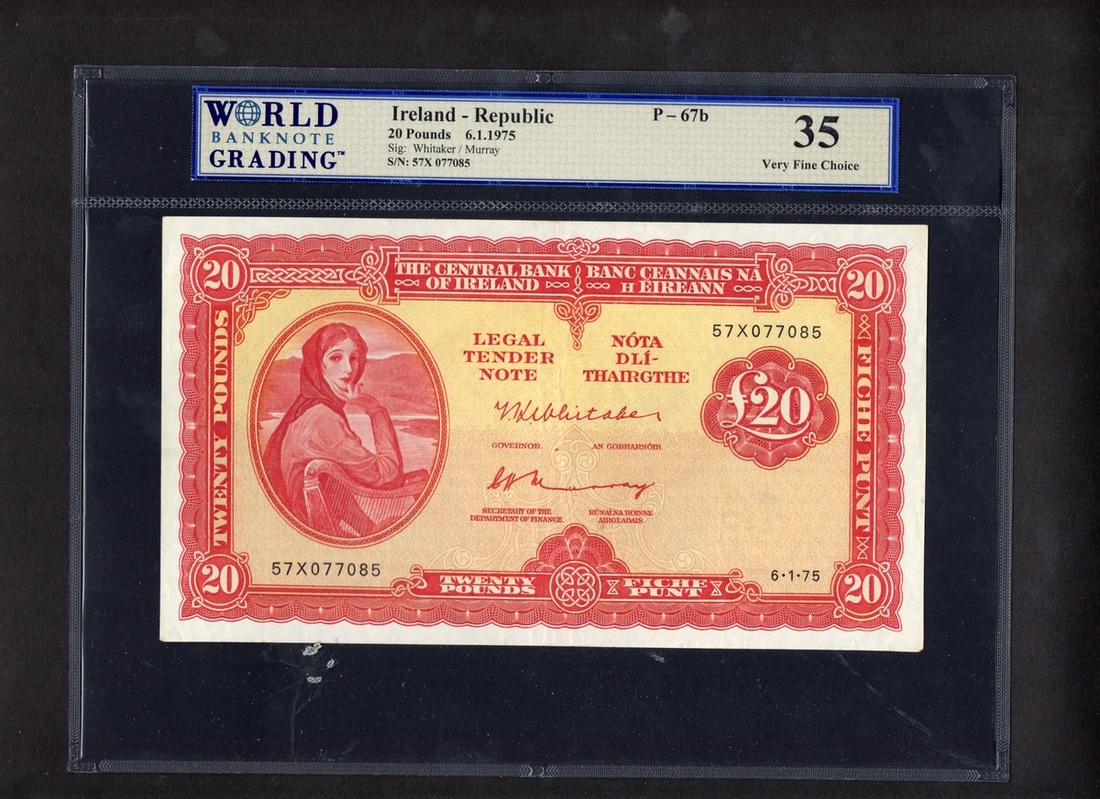 WORLD
BANKNOTE
GRADING™
Ireland - Republic
20 Pounds 6.1.1975
Sig: Whitaker / Murray
S/N: 57X 077085
P – 67b
35
Very Fine Choice
20
THE CENTRAL BANK
OF IRELAND
BANC CEANNAIS NA
H EIREANN
20
TWENTY POUNDS
LEGAL
TENDER
NOTE
NÓTA
DLÍ-
THAIRGTHE
57X077085
£20
FICHE PUNT
T K Whitaker
GOVERNOR.
AN GOBHARNÓIR.
C H Murray
SECRETARY OF THE
DEPARTMENT OF FINANCE.
RÚNAÍ NA ROINNE
AIRGEADAIS.
57X077085
6·1·75
20
TWENTY
POUNDS
FICHE
PUNT
20